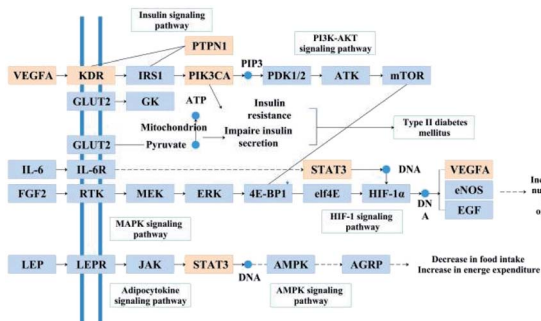 Insulin signaling
pathway
PTPN1
PI3K-AKT
signaling pathway
PIP3
VEGFA
KDR
IRS1
PIK3CA
PDK1/2
ATK
mTOR
GLUT2
GK
ATP
Insulin
resistance
Mitochondrion
Impaire insulin
secretion
Type II diabetes
mellitus
GLUT2
Pyruvate
IL-6
IL-6R
STAT3
DNA
VEGFA
FGF2
RTK
MEK
ERK
4E-BP1
elf4E
HIF-1α
DN
A
eNOS
EGF
MAPK signaling
pathway
HIF-1 signaling
pathway
LEP
LEPR
JAK
STAT3
DNA
AMPK
AGRP
Decrease in food intake
Increase in energe expenditure
Adipocytokine
signaling pathway
AMPK signaling
pathway